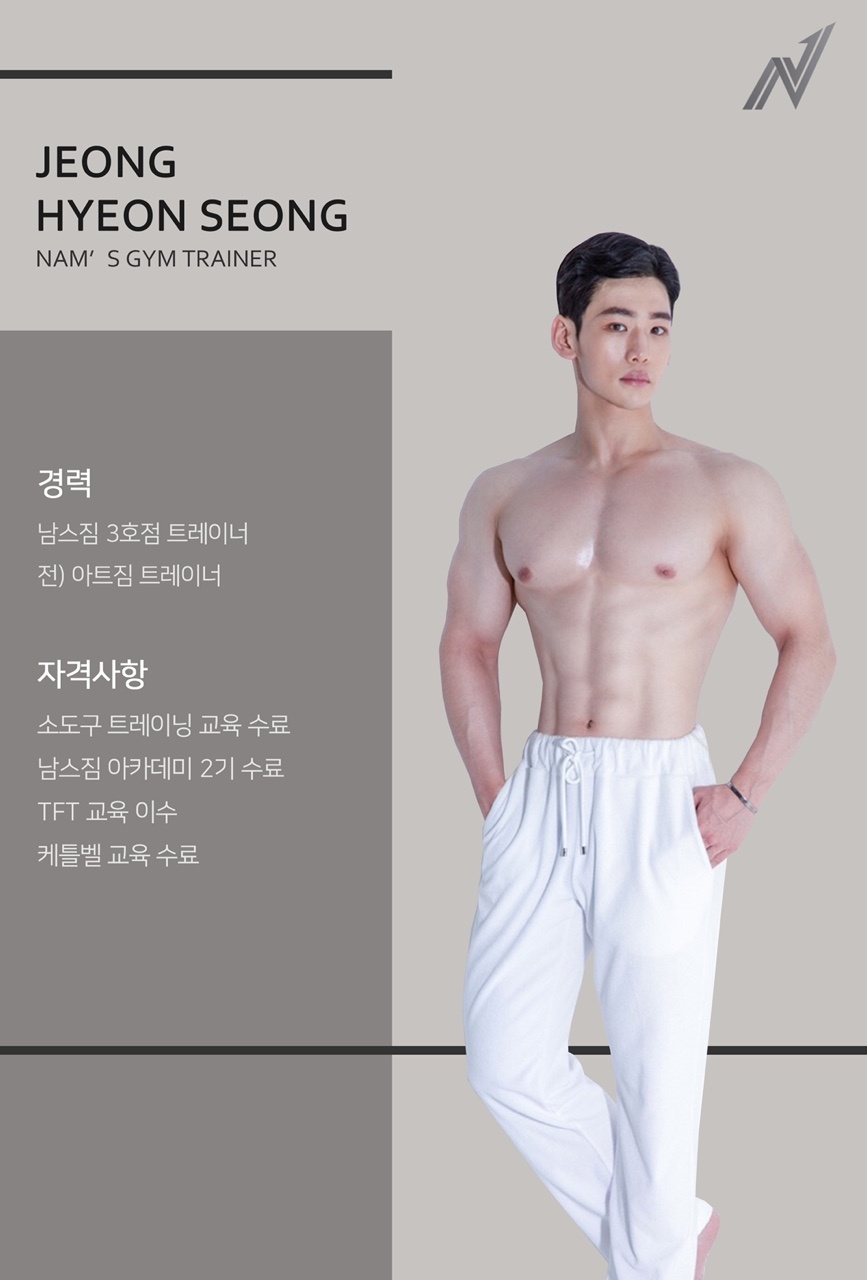 JEONG
HYEON SEONG
NAM’ S GYM TRAINER
경력
남스짐 3호점 트레이너
전) 아트짐 트레이너
자격사항
소도구 트레이닝 교육 수료
남스짐 아카데미 2기 수료
TFT 교육 이수
케틀벨 교육 수료